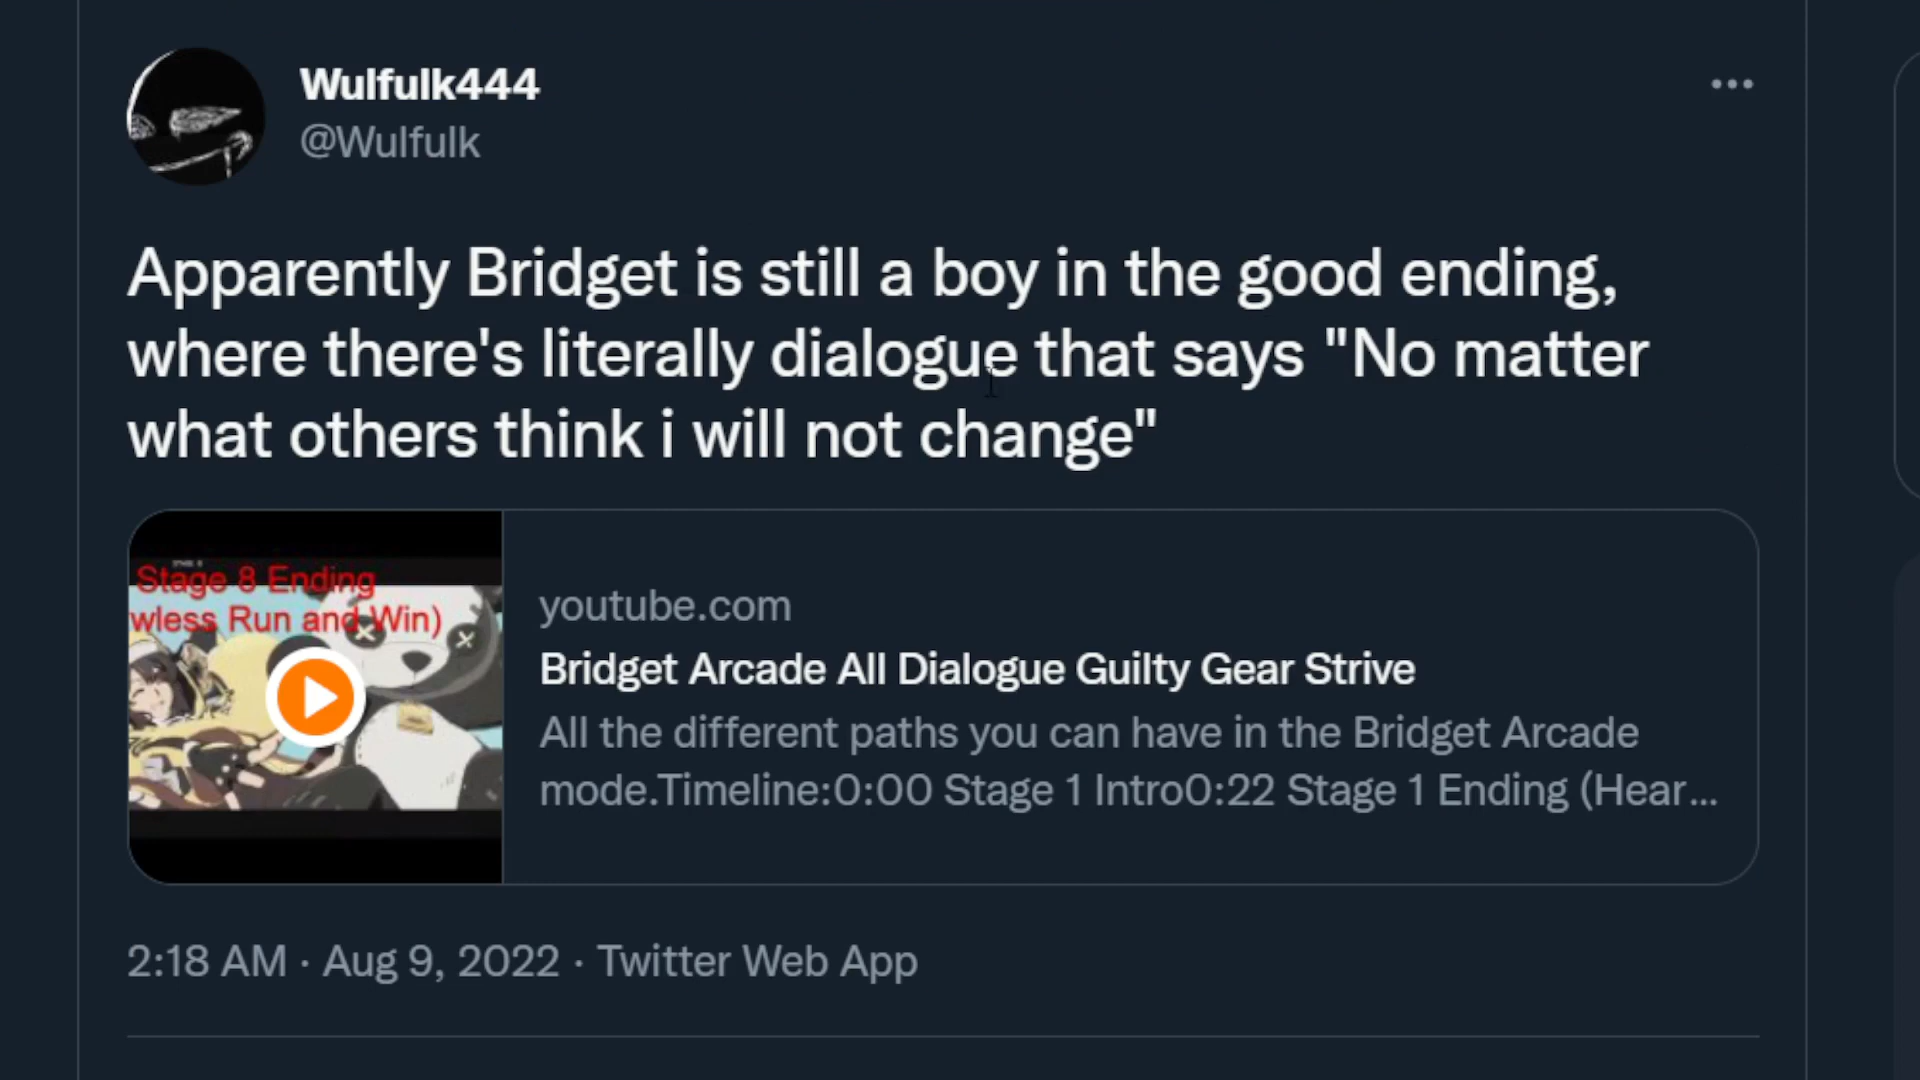 Wulfulk444
@Wulfulk
Apparently Bridget is still a boy in the good ending,
where there's literally dialogue that says "No matter
what others think i will not change"
Stage 8 Ending
wless Run and Win)
youtube.com
Bridget Arcade All Dialogue Guilty Gear Strive
All the different paths you can have in the Bridget Arcade
mode.Timeline:0:00 Stage 1 Intro0:22 Stage 1 Ending (Hear...
2:18 AM · Aug 9, 2022 · Twitter Web App